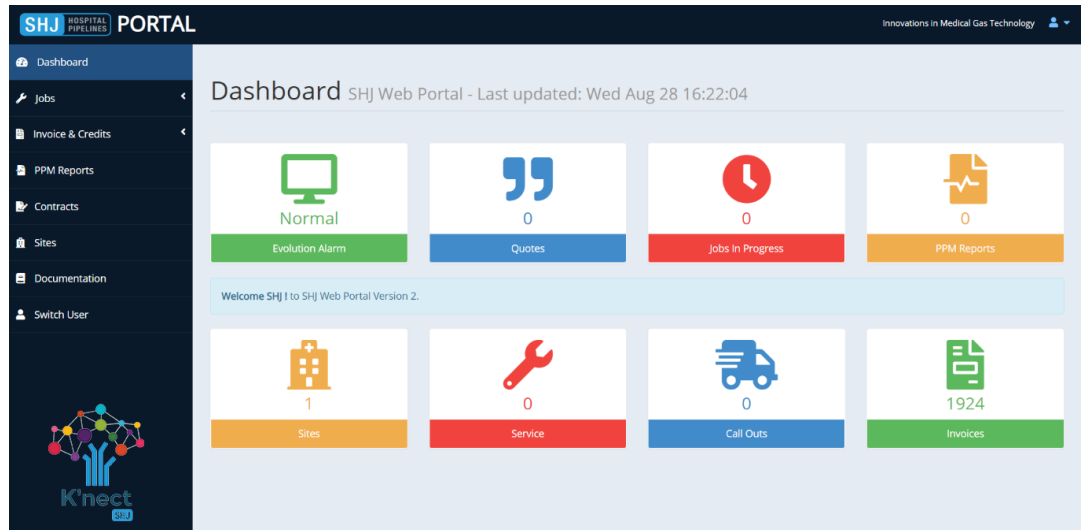 SHJ HOSPITAL PIPELINES PORTAL
Innovations in Medical Gas Technology
Dashboard
Jobs
Invoice & Credits
PPM Reports
Contracts
Sites
Documentation
Switch User
K'nect
SHJ
Dashboard SHJ Web Portal - Last updated: Wed Aug 28 16:22:04
Normal
Evolution Alarm
0
Quotes
0
Jobs In Progress
0
PPM Reports
Welcome SHJ ! to SHJ Web Portal Version 2.
1
Sites
0
Service
0
Call Outs
1924
Invoices